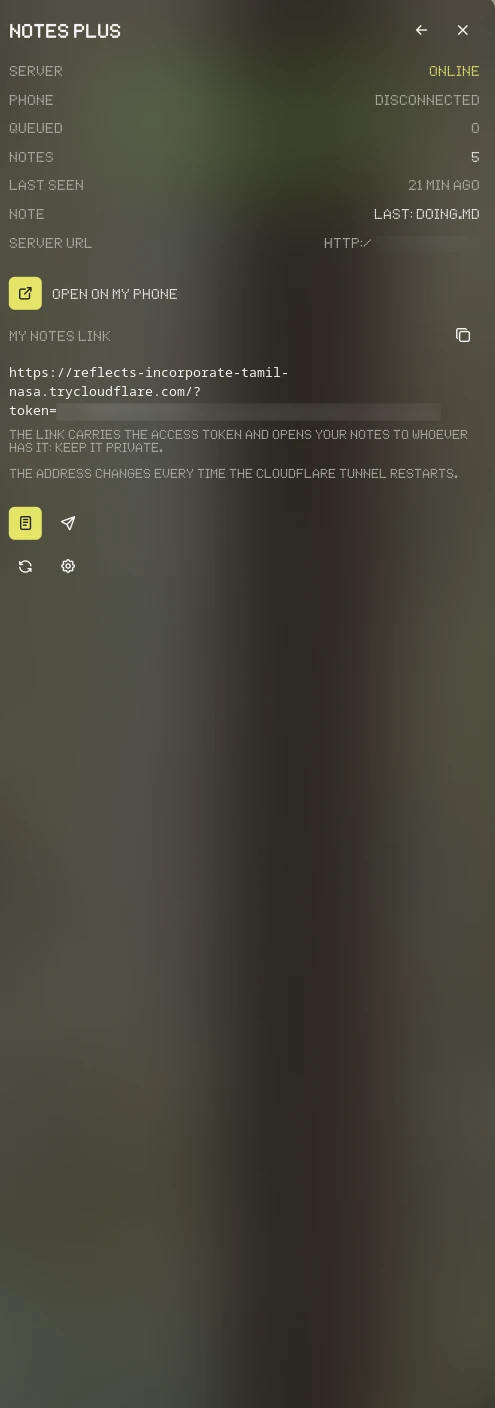 NOTES PLUS
SERVER ONLINE
PHONE DISCONNECTED
QUEUED 0
NOTES 5
LAST SEEN 21 MIN AGO
NOTE LAST: DOING.MD
SERVER URL HTTP:/
OPEN ON MY PHONE
MY NOTES LINK
https://reflects-incorporate-tamil-
nasa.trycloudflare.com/?
token=
THE LINK CARRIES THE ACCESS TOKEN AND OPENS YOUR NOTES TO WHOEVER
HAS IT: KEEP IT PRIVATE.
THE ADDRESS CHANGES EVERY TIME THE CLOUDFLARE TUNNEL RESTARTS.